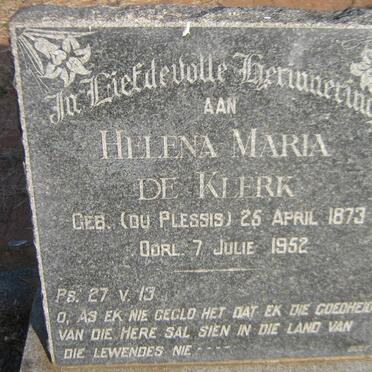 In Liefdevolle Herinnering
AAN
HELENA MARIA
DE KLERK
GEB. (DU PLESSIS) 25 APRIL 1873
OORL. 7 JULIE 1952
PS. 27 V. 13
O, AS EK NIE GEGLO HET DAT EK DIE GOEDHEID
VAN DIE HERE SAL SIEN IN DIE LAND VAN
DIE LEWENDES NIE - - - -